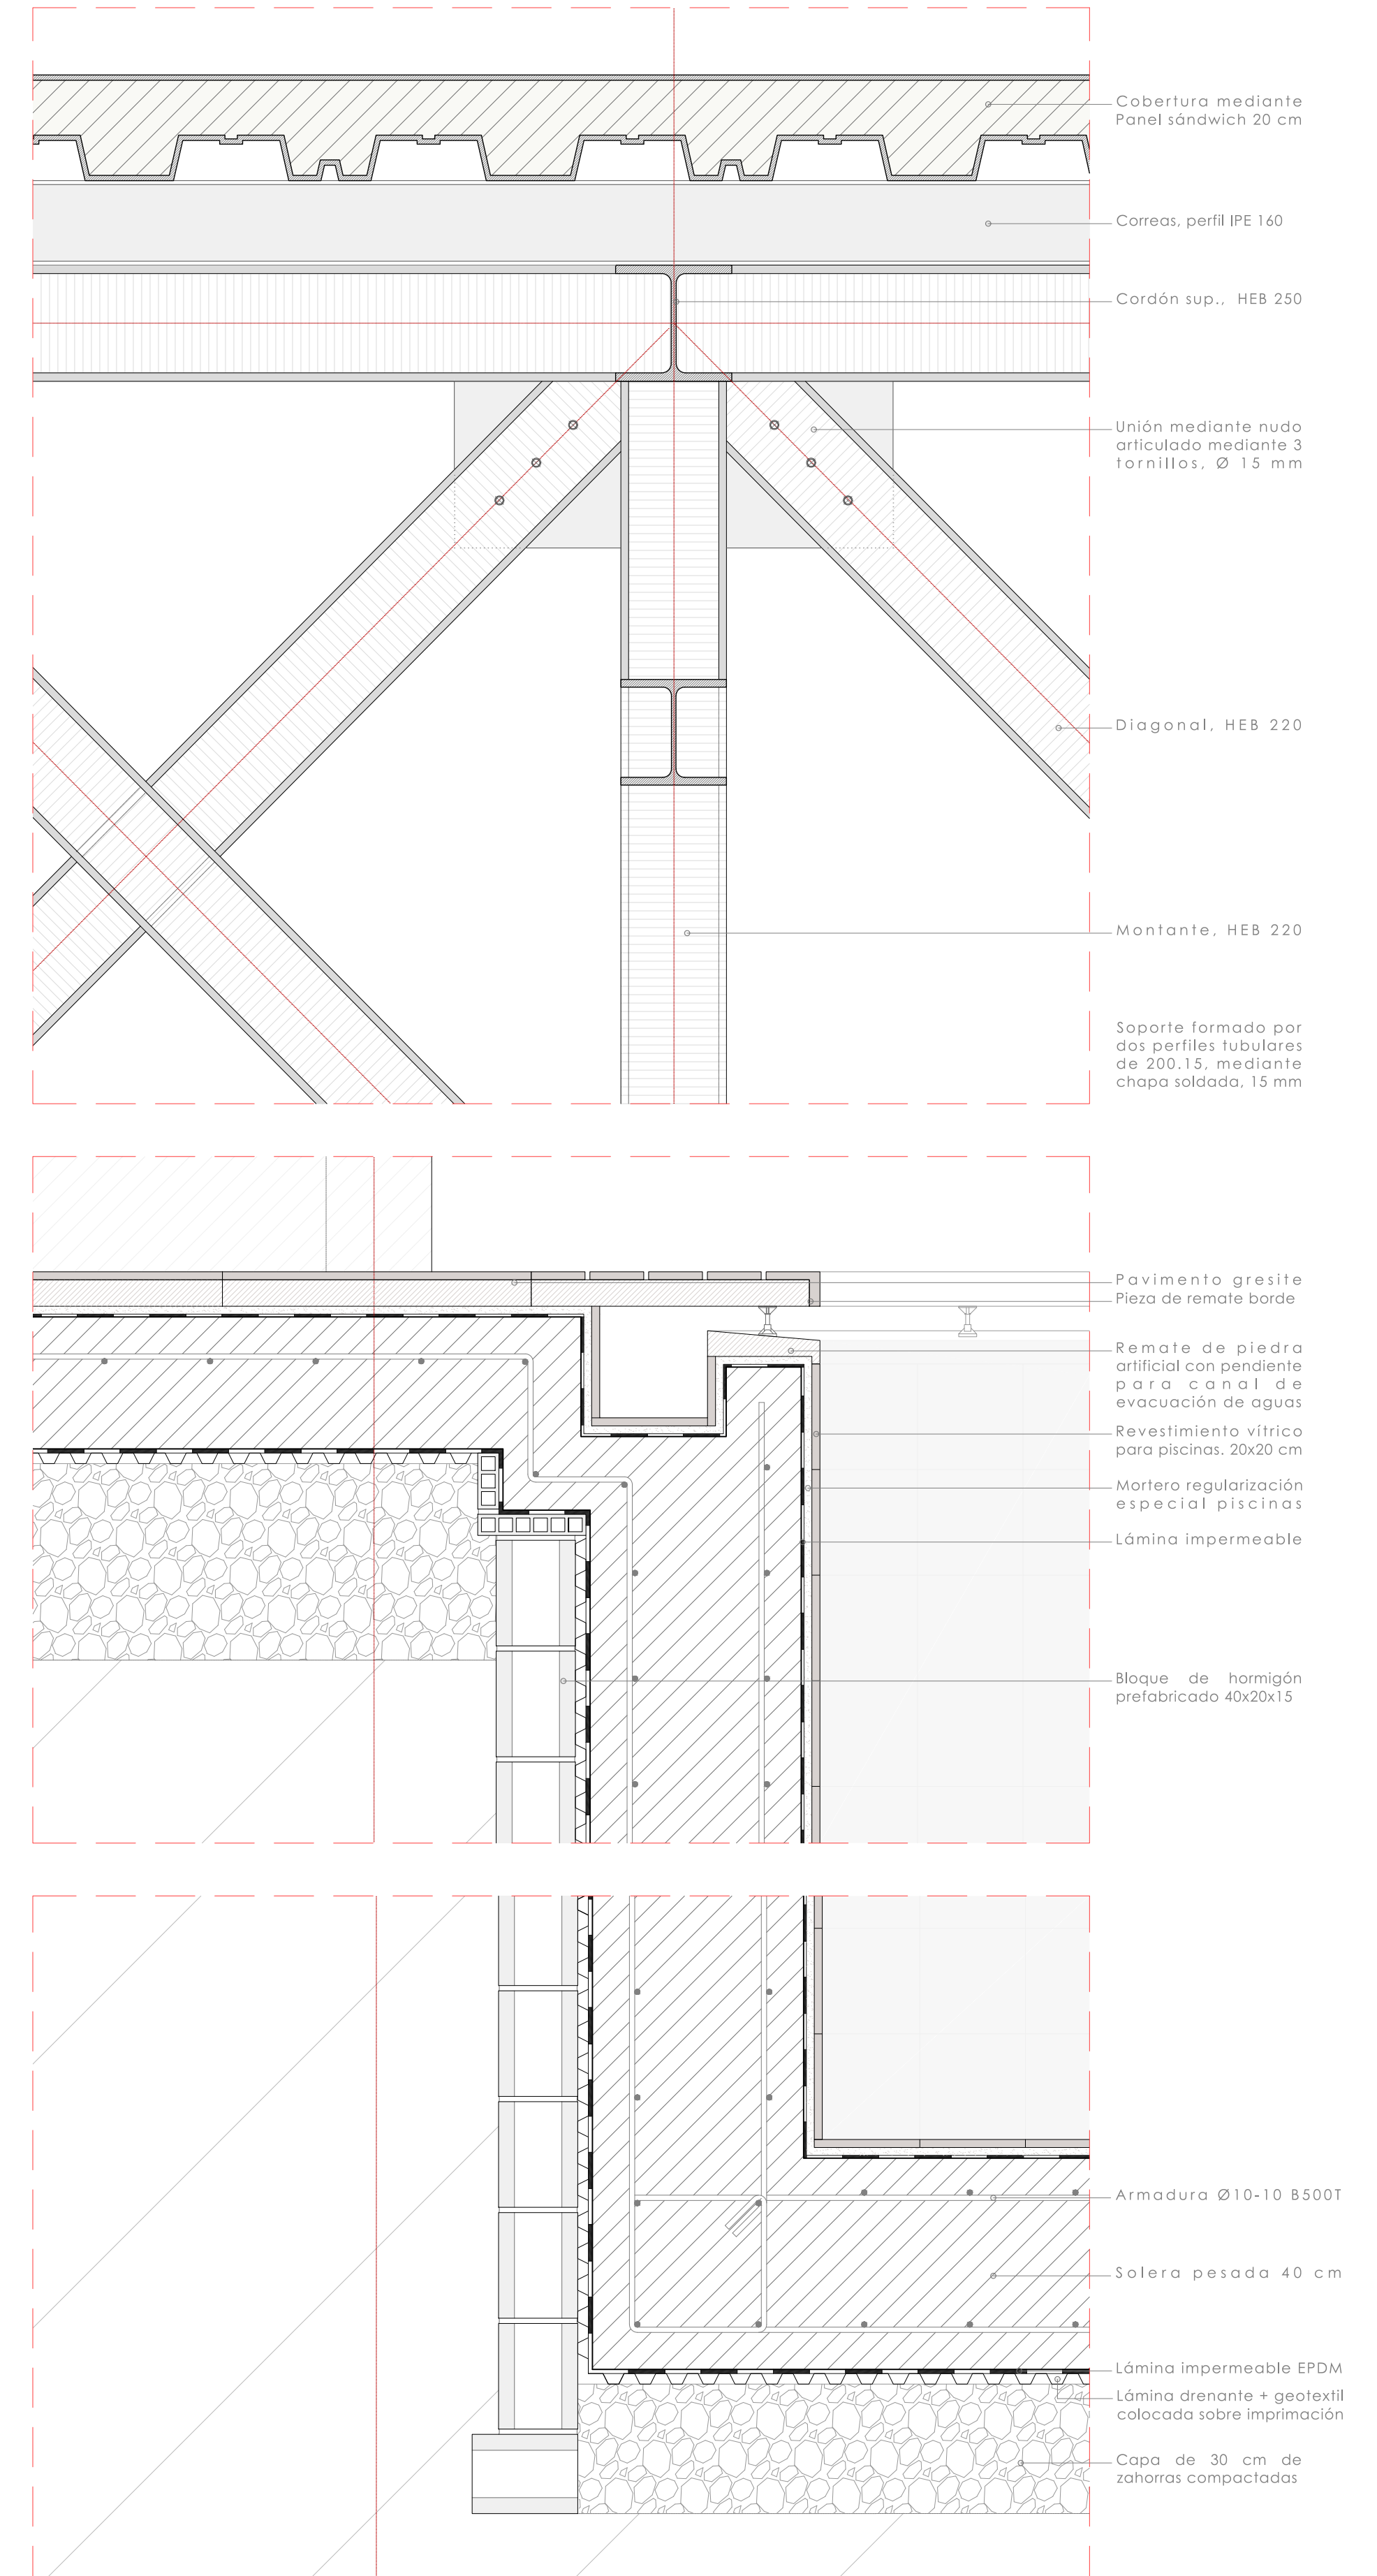 Cobertura mediante
Panel sándwich 20 cm
Correas, perfil IPE 160
Cordón sup., HEB 250
Unión mediante nudo
articulado mediante 3
tornillos, Ø 15 mm
Diagonal, HEB 220
Montante, HEB 220
Soporte formado por
dos perfiles tubulares
de 200.15, mediante
chapa soldada, 15 mm
Pavimento gresite
Pieza de remate borde
Remate de piedra
artificial con pendiente
para canal de
evacuación de aguas
Revestimiento vítrico
para piscinas. 20x20 cm
Mortero regularización
especial piscinas
Lámina impermeable
Bloque de hormigón
prefabricado 40x20x15
Armadura Ø10-10 B500T
Solera pesada 40 cm
Lámina impermeable EPDM
Lámina drenante + geotextil
colocada sobre imprimación
Capa de 30 cm de
zahorras compactadas